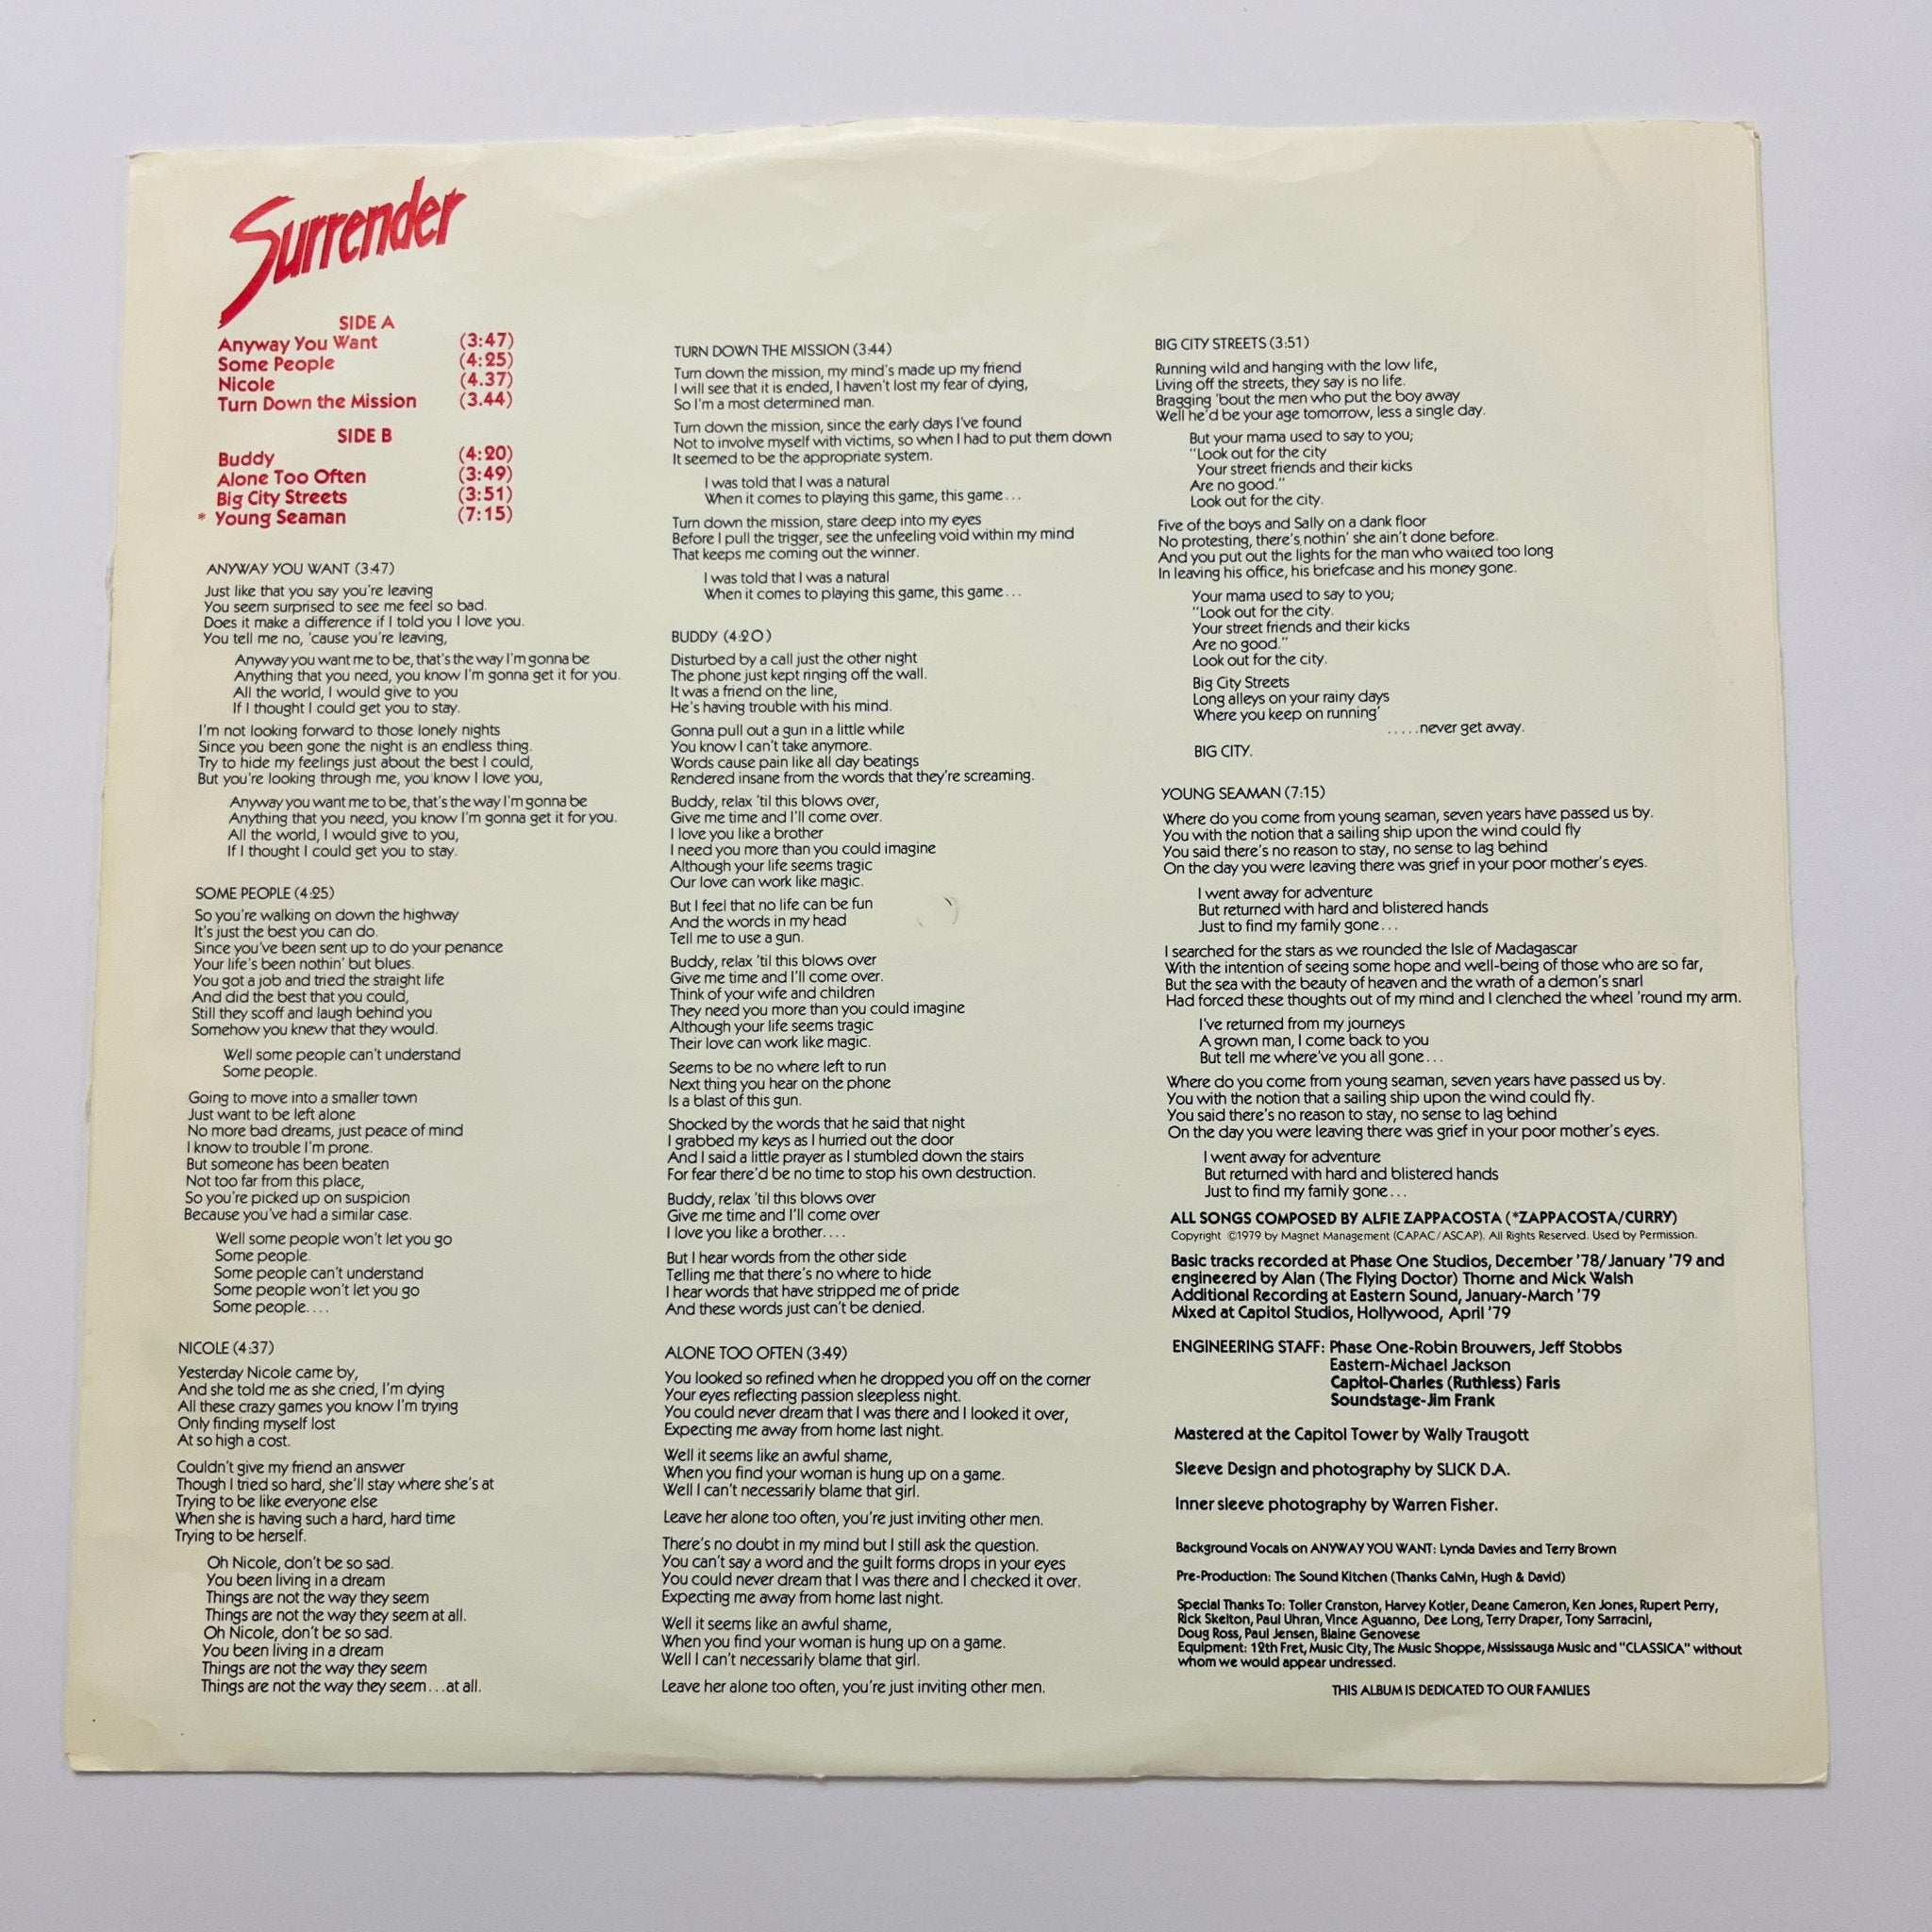 Surrender
SIDE A
Anyway You Want (3:47)
Some People (4:25)
Nicole (4.37)
Turn Down the Mission (3.44)
SIDE B
Buddy (4:20)
Alone Too Often (3:49)
Big City Streets (3:51)
* Young Seaman (7:15)
ANYWAY YOU WANT (3:47)
Just like that you say you're leaving
You seem surprised to see me feel so bad.
Does it make a difference if I told you I love you.
You tell me no, 'cause you're leaving,
Anyway you want me to be, that's the way I'm gonna be
Anything that you need, you know I'm gonna get it for you.
All the world, I would give to you
If I thought I could get you to stay.
I'm not looking forward to those lonely nights
Since you been gone the night is an endless thing.
Try to hide my feelings just about the best I could,
But you're looking through me, you know I love you,
Anyway you want me to be, that's the way I'm gonna be
Anything that you need, you know I'm gonna get it for you.
All the world, I would give to you,
If I thought I could get you to stay.
SOME PEOPLE (4:25)
So you're walking on down the highway
It's just the best you can do.
Since you've been sent up to do your penance
Your life's been nothin' but blues.
You got a job and tried the straight life
And did the best that you could,
Still they scoff and laugh behind you
Somehow you knew that they would.
Well some people can't understand
Some people.
Going to move into a smaller town
Just want to be left alone
No more bad dreams, just peace of mind
I know to trouble I'm prone.
But someone has been beaten
Not too far from this place,
So you're picked up on suspicion
Because you've had a similar case.
Well some people won't let you go
Some people.
Some people can't understand
Some people won't let you go
Some people....
NICOLE (4:37)
Yesterday Nicole came by,
And she told me as she cried, I'm dying
All these crazy games you know I'm trying
Only finding myself lost
At so high a cost.
Couldn't give my friend an answer
Though I tried so hard, she'll stay where she's at
Trying to be like everyone else
When she is having such a hard, hard time
Trying to be herself.
Oh Nicole, don't be so sad.
You been living in a dream
Things are not the way they seem
Things are not the way they seem at all.
Oh Nicole, don't be so sad.
You been living in a dream
Things are not the way they seem
Things are not the way they seem...at all.
TURN DOWN THE MISSION (3:44)
Turn down the mission, my mind's made up my friend
I will see that it is ended, I haven't lost my fear of dying,
So I'm a most determined man.
Turn down the mission, since the early days I've found
Not to involve myself with victims, so when I had to put them down
It seemed to be the appropriate system.
I was told that I was a natural
When it comes to playing this game, this game...
Turn down the mission, stare deep into my eyes
Before I pull the trigger, see the unfeeling void within my mind
That keeps me coming out the winner.
I was told that I was a natural
When it comes to playing this game, this game...
BUDDY (4:20)
Disturbed by a call just the other night
The phone just kept ringing off the wall.
It was a friend on the line,
He's having trouble with his mind.
Gonna pull out a gun in a little while
You know I can't take anymore.
Words cause pain like all day beatings
Rendered insane from the words that they're screaming.
Buddy, relax 'til this blows over,
Give me time and I'll come over.
I love you like a brother
I need you more than you could imagine
Although your life seems tragic
Our love can work like magic.
But I feel that no life can be fun
And the words in my head
Tell me to use a gun.
Buddy, relax 'til this blows over
Give me time and I'll come over.
Think of your wife and children
They need you more than you could imagine
Although your life seems tragic
Their love can work like magic.
Seems to be no where left to run
Next thing you hear on the phone
Is a blast of this gun.
Shocked by the words that he said that night
I grabbed my keys as I hurried out the door
And I said a little prayer as I stumbled down the stairs
For fear there'd be no time to stop his own destruction.
Buddy, relax 'til this blows over
Give me time and I'll come over
I love you like a brother....
But I hear words from the other side
Telling me that there's no where to hide
I hear words that have stripped me of pride
And these words just can't be denied.
ALONE TOO OFTEN (3:49)
You looked so refined when he dropped you off on the corner
Your eyes reflecting passion sleepless night.
You could never dream that I was there and I looked it over,
Expecting me away from home last night.
Well it seems like an awful shame,
When you find your woman is hung up on a game.
Well I can't necessarily blame that girl.
Leave her alone too often, you're just inviting other men.
There's no doubt in my mind but I still ask the question.
You can't say a word and the guilt forms drops in your eyes
You could never dream that I was there and I checked it over.
Expecting me away from home last night.
Well it seems like an awful shame,
When you find your woman is hung up on a game.
Well I can't necessarily blame that girl.
Leave her alone too often, you're just inviting other men.
BIG CITY STREETS (3:51)
Running wild and hanging with the low life,
Living off the streets, they say is no life.
Bragging 'bout the men who put the boy away
Well he'd be your age tomorrow, less a single day.
But your mama used to say to you;
"Look out for the city
Your street friends and their kicks
Are no good."
Look out for the city.
Five of the boys and Sally on a dank floor
No protesting, there's nothin' she ain't done before.
And you put out the lights for the man who waited too long
In leaving his office, his briefcase and his money gone.
Your mama used to say to you;
"Look out for the city.
Your street friends and their kicks
Are no good."
Look out for the city.
Big City Streets
Long alleys on your rainy days
Where you keep on running'
.....never get away.
BIG CITY.
YOUNG SEAMAN (7:15)
Where do you come from young seaman, seven years have passed us by.
You with the notion that a sailing ship upon the wind could fly
You said there's no reason to stay, no sense to lag behind
On the day you were leaving there was grief in your poor mother's eyes.
I went away for adventure
But returned with hard and blistered hands
Just to find my family gone...
I searched for the stars as we rounded the Isle of Madagascar
With the intention of seeing some hope and well-being of those who are so far,
But the sea with the beauty of heaven and the wrath of a demon's snarl
Had forced these thoughts out of my mind and I clenched the wheel 'round my arm.
I've returned from my journeys
A grown man, I come back to you
But tell me where've you all gone...
Where do you come from young seaman, seven years have passed us by.
You with the notion that a sailing ship upon the wind could fly.
You said there's no reason to stay, no sense to lag behind
On the day you were leaving there was grief in your poor mother's eyes.
I went away for adventure
But returned with hard and blistered hands
Just to find my family gone...
ALL SONGS COMPOSED BY ALFIE ZAPPACOSTA (*ZAPPACOSTA/CURRY)
Copyright ©1979 by Magnet Management (CAPAC/ASCAP). All Rights Reserved. Used by Permission.
Basic tracks recorded at Phase One Studios, December '78/January '79 and
engineered by Alan (The Flying Doctor) Thorne and Mick Walsh
Additional Recording at Eastern Sound, January-March '79
Mixed at Capitol Studios, Hollywood, April '79
ENGINEERING STAFF: Phase One-Robin Brouwers, Jeff Stobbs
Eastern-Michael Jackson
Capitol-Charles (Ruthless) Faris
Soundstage-Jim Frank
Mastered at the Capitol Tower by Wally Traugott
Sleeve Design and photography by SLICK D.A.
Inner sleeve photography by Warren Fisher.
Background Vocals on ANYWAY YOU WANT: Lynda Davies and Terry Brown
Pre-Production: The Sound Kitchen (Thanks Calvin, Hugh & David)
Special Thanks To: Toller Cranston, Harvey Kotler, Deane Cameron, Ken Jones, Rupert Perry,
Rick Skelton, Paul Uhran, Vince Aguanno, Dee Long, Terry Draper, Tony Sarracini,
Doug Ross, Paul Jensen, Blaine Genovese
Equipment: 12th Fret, Music City, The Music Shoppe, Mississauga Music and "CLASSICA" without
whom we would appear undressed.
THIS ALBUM IS DEDICATED TO OUR FAMILIES